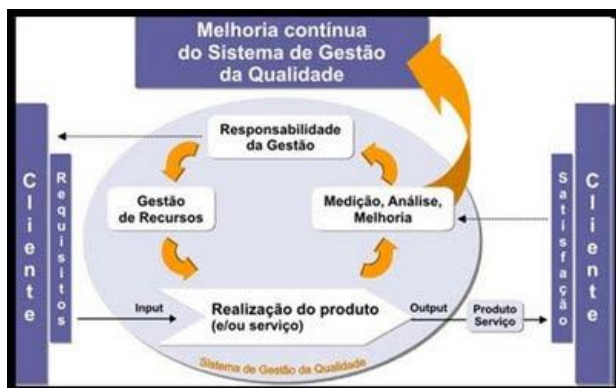 Melhoria contínua
do Sistema de Gestão
da Qualidade
Responsabilidade
da Gestão
Gestão
de Recursos
Medição, Análise,
Melhoria
Cliente
Requisitos
Satisfação
Cliente
Input
Realização do produto
(e/ou serviço)
Output
Produto
Serviço
Sistema de Gestão da Qualidade